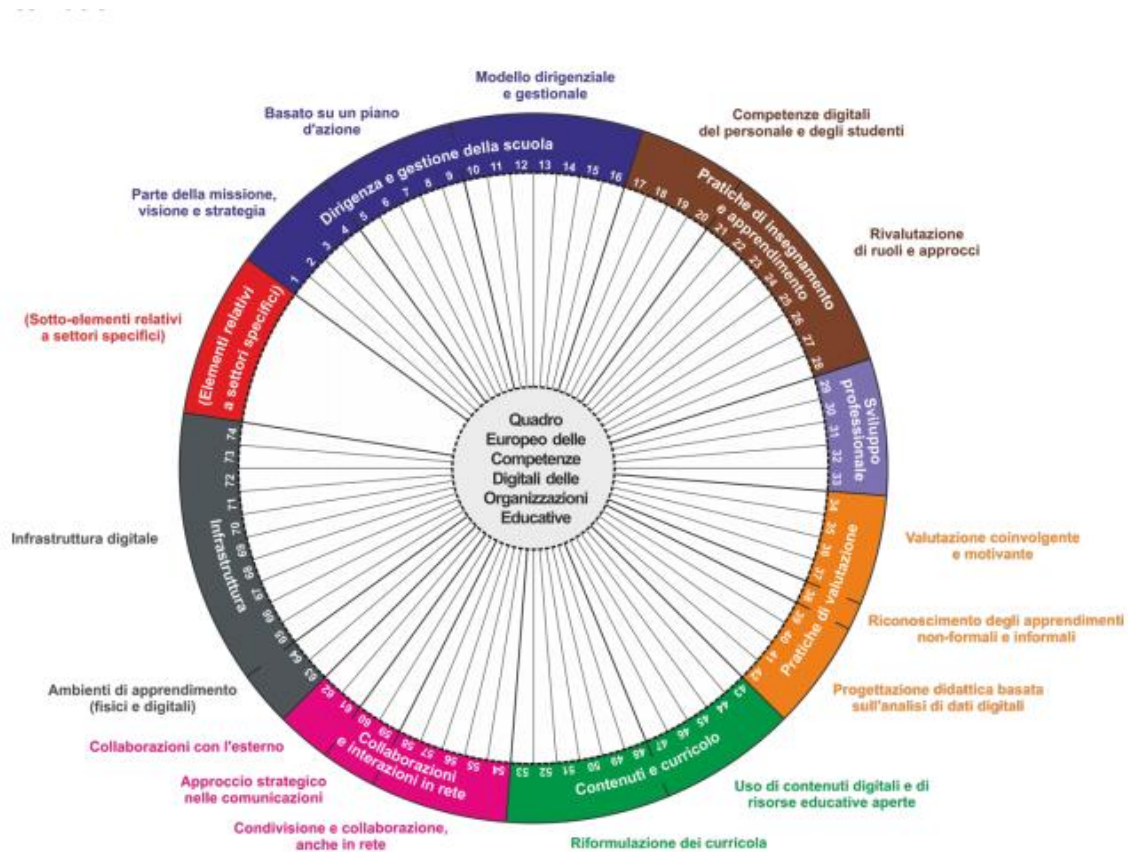 Modello dirigenziale
e gestionale
Basato su un piano
d'azione
Competenze digitali
del personale e degli studenti
Parte della missione,
visione e strategia
Rivalutazione
di ruoli e approcci
(Sotto-elementi relativi
a settori specifici)
Infrastruttura digitale
Valutazione coinvolgente
e motivante
Riconoscimento degli apprendimenti
non-formali e informali
Ambienti di apprendimento
(fisici e digitali)
Progettazione didattica basata
sull'analisi di dati digitali
Collaborazioni con l'esterno
Approccio strategico
nelle comunicazioni
Uso di contenuti digitali e di
risorse educative aperte
Condivisione e collaborazione,
anche in rete
Riformulazione dei curricola
Dirigenza e gestione della scuola
Pratiche di insegnamento
e apprendimento
Sviluppo
professionale
Pratiche di valutazione
Contenuti e curricolo
Collaborazioni
e interazioni in rete
Infrastruttura
(Elementi relativi
a settori specifici)
1 2 3 4 5 6 7 8 9 10 11 12 13 14 15 16
17 18 19 20 21 22 23 24 25 26 27 28
29 30 31 32 33
34 35 36 37 38 39 40 41 42
43 44 45 46 47 48 49 50 51 52 53
54 55 56 57 58 59 60 61 62
63 64 65 66 67 68 69 70 71 72 73 74
Quadro
Europeo delle
Competenze
Digitali delle
Organizzazioni
Educative